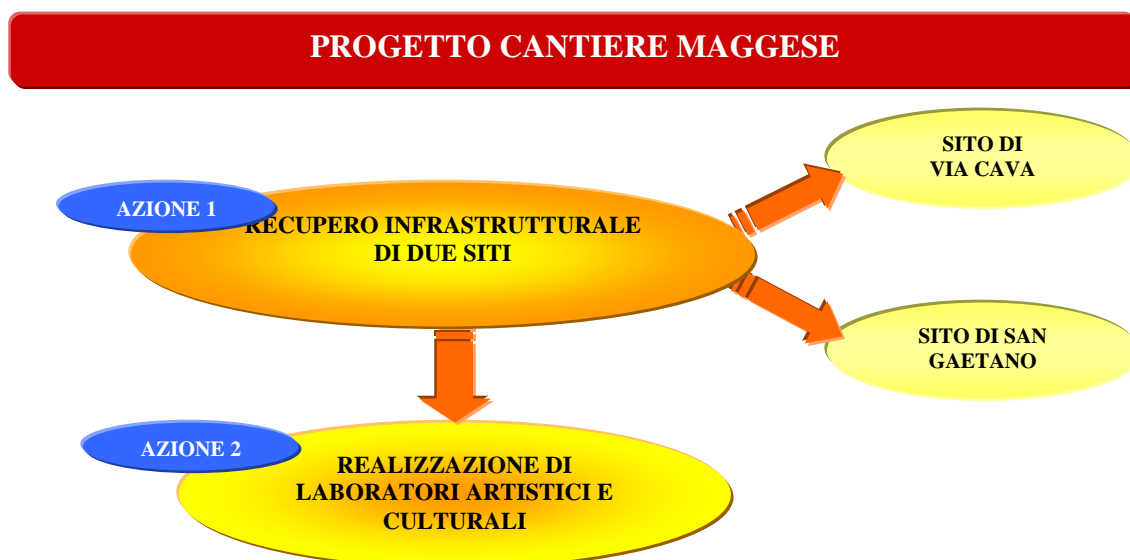 PROGETTO CANTIERE MAGGESE
SITO DI
VIA CAVA
AZIONE 1
RECUPERO INFRASTRUTTURALE
DI DUE SITI
SITO DI SAN
GAETANO
AZIONE 2
REALIZZAZIONE DI
LABORATORI ARTISTICI E
CULTURALI